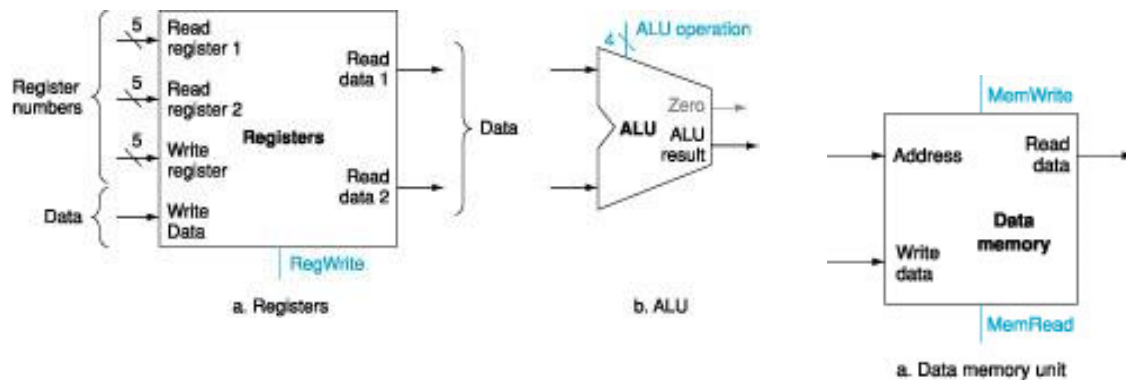 Register
numbers
Data
5
Read
register 1
5
Read
register 2
5
Write
register
Write
Data
Registers
Read
data 1
Read
data 2
RegWrite
Data
a. Registers
4
ALU operation
Zero
ALU
ALU
result
b. ALU
MemWrite
Address
Read
data
Data
memory
Write
data
MemRead
a. Data memory unit